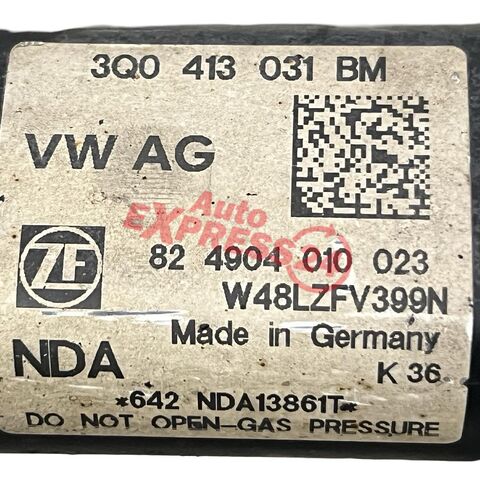 3Q0 413 031 BM
VW AG
Auto
EXPRESS24
ZF
82 4904 010 023
W48LZFV399N
Made in Germany
NDA
K 36
*642 NDA13861T*
DO NOT OPEN-GAS PRESSURE